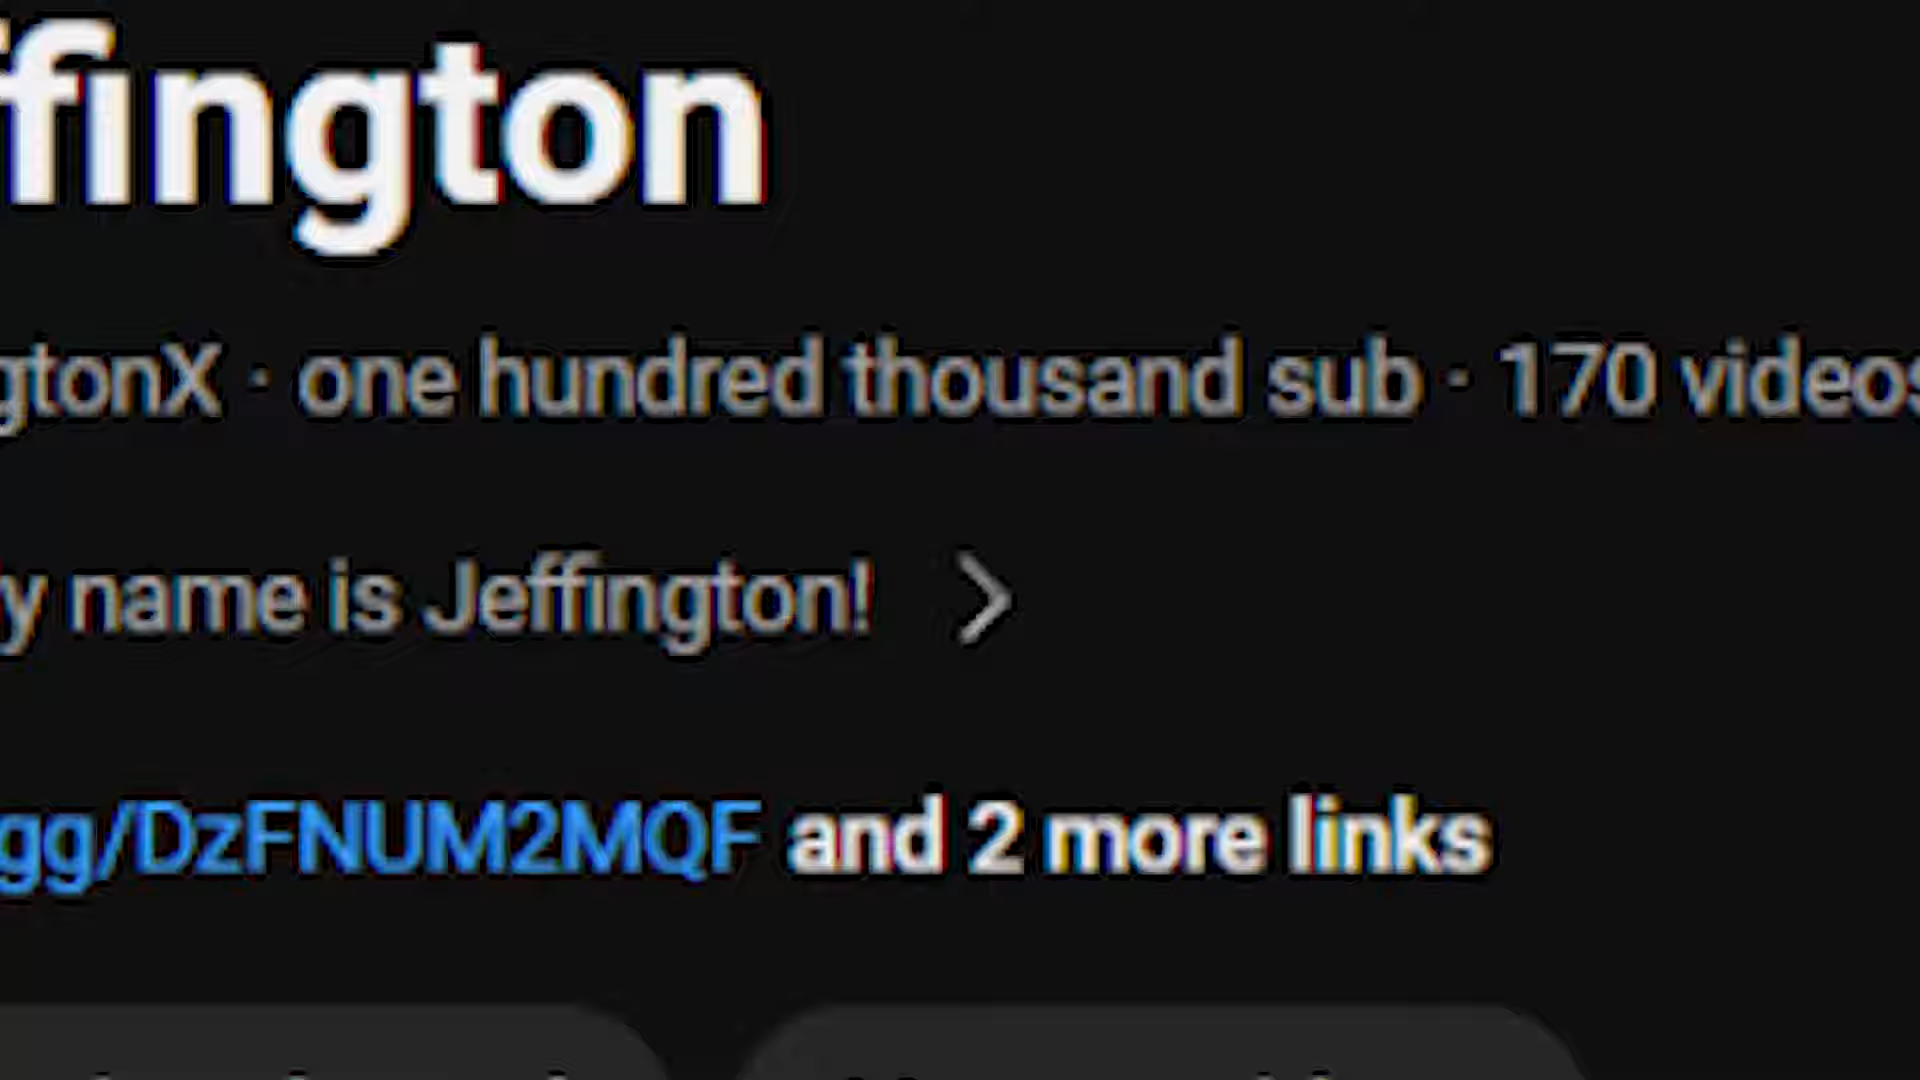 ffington
gtonX · one hundred thousand sub · 170 videos
y name is Jeffington!
gg/DzFNUM2MQF and 2 more links